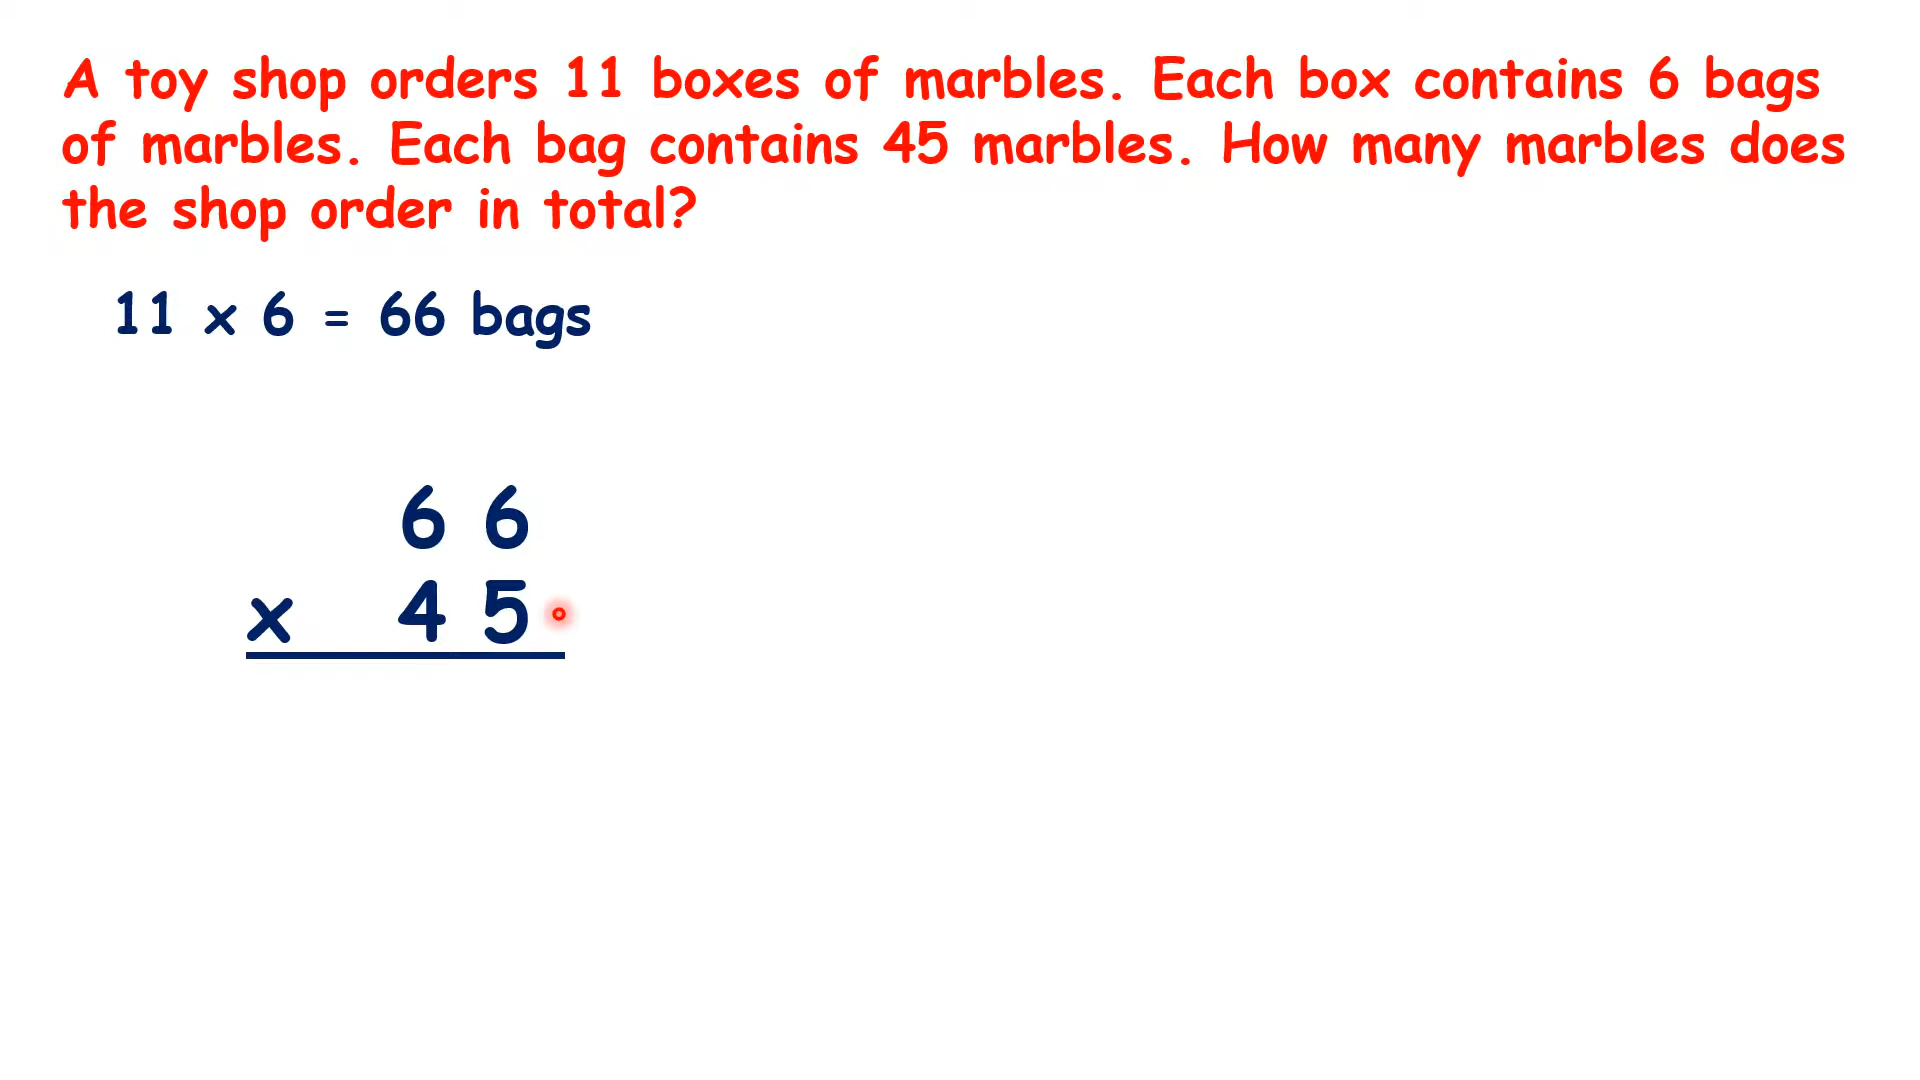 A toy shop orders 11 boxes of marbles. Each box contains 6 bags
of marbles. Each bag contains 45 marbles. How many marbles does
the shop order in total?
11 x 6 = 66 bags
6 6
x 4 5